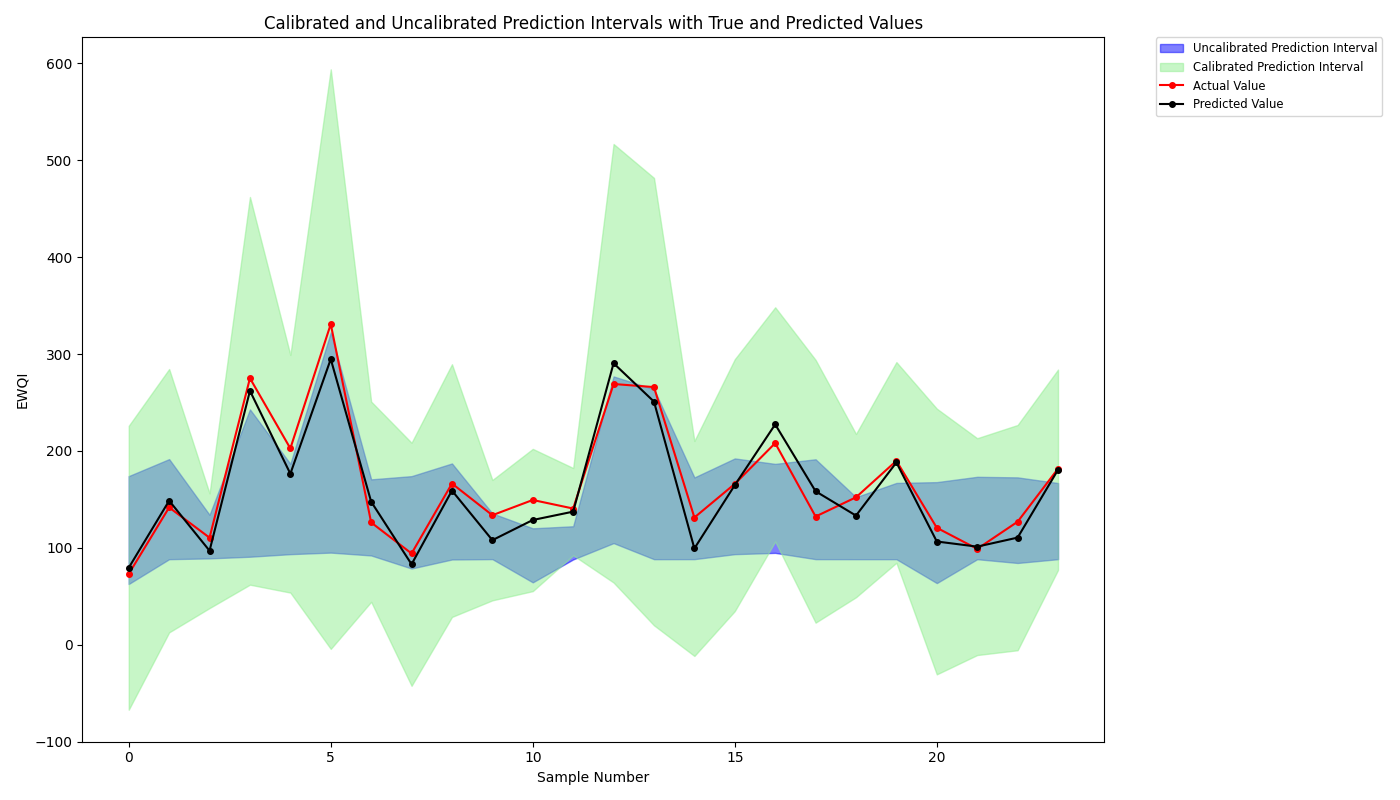 Calibrated and Uncalibrated Prediction Intervals with True and Predicted Values
Uncalibrated Prediction Interval
Calibrated Prediction Interval
Actual Value
Predicted Value
600
500
400
300
200
100
0
−100
EWQI
0 5 10 15 20
Sample Number